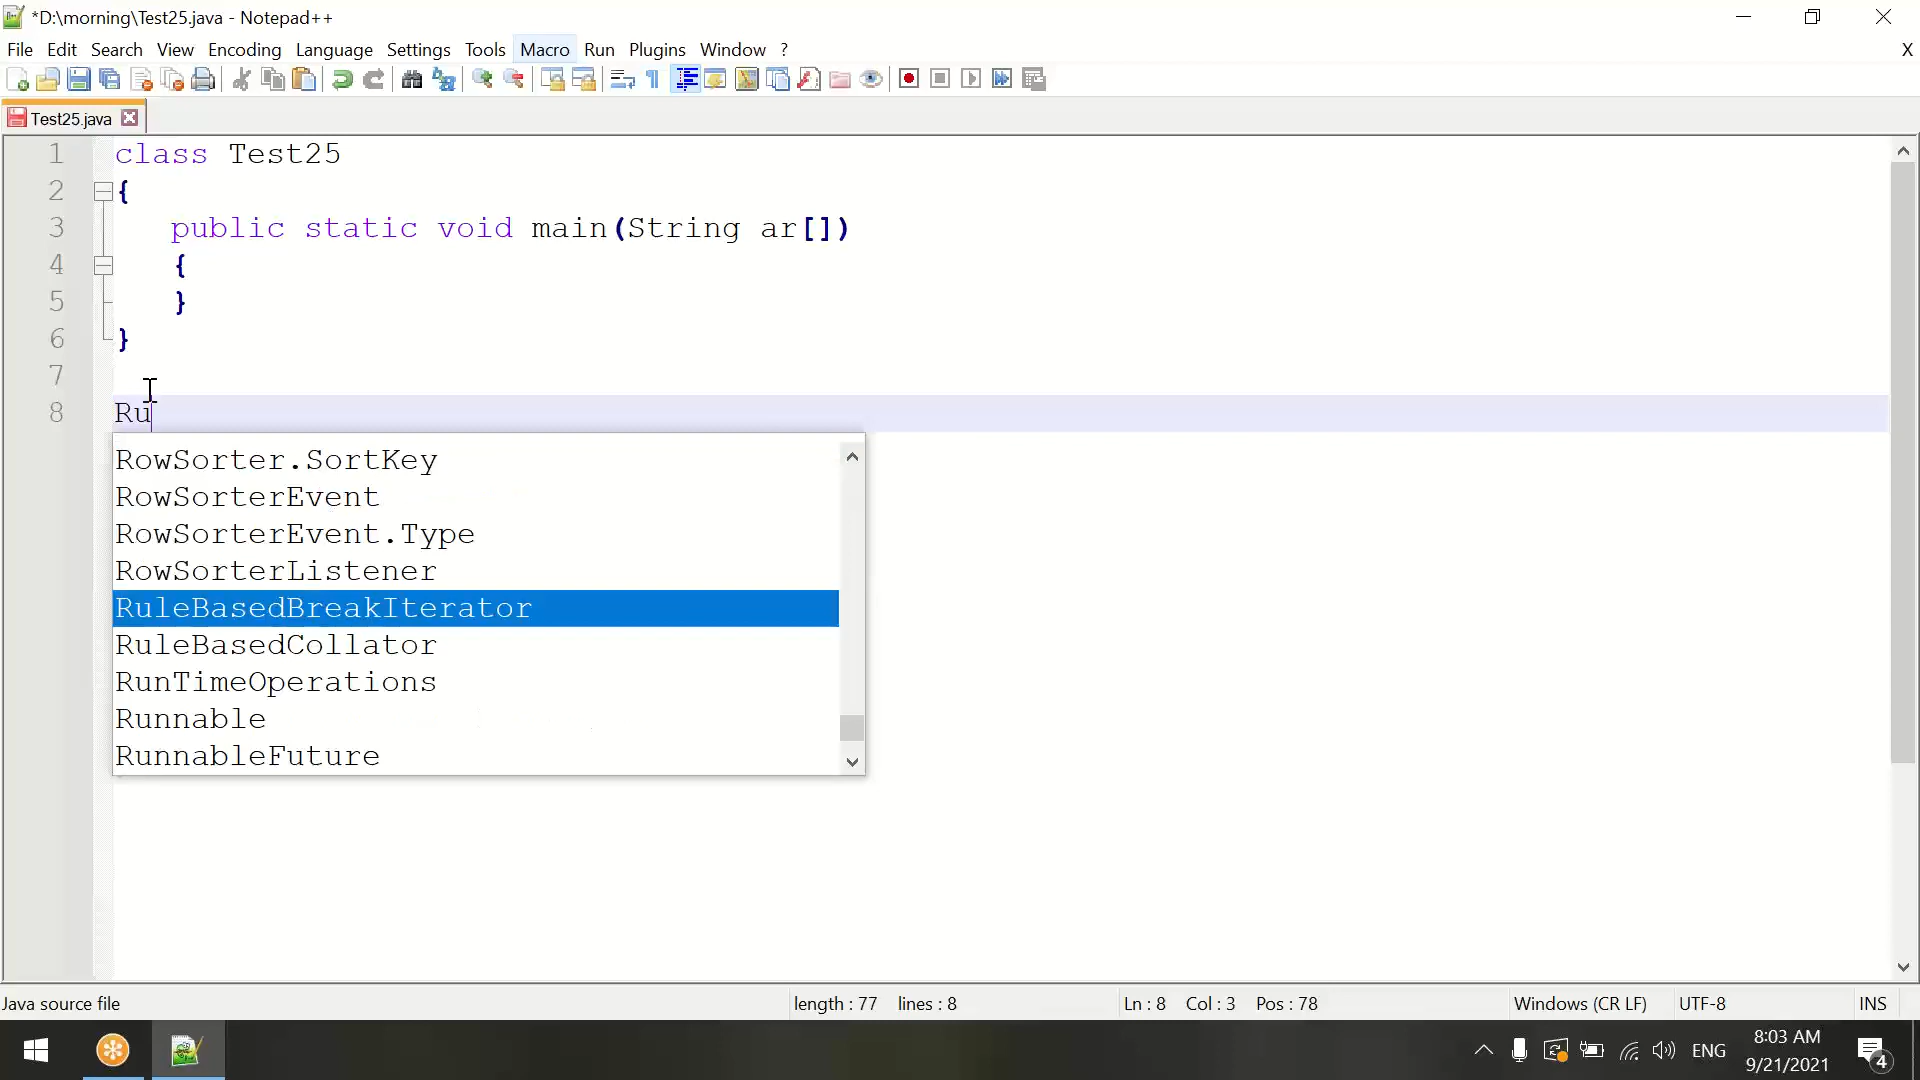 *D:\morning\Test25.java - Notepad++
File Edit Search View Encoding Language Settings Tools Macro Run Plugins Window ? X
Test25.java
1 class Test25
2 {
3 public static void main(String ar[])
4 {
5 }
6 }
7
8 Ru
RowSorter.SortKey
RowSorterEvent
RowSorterEvent.Type
RowSorterListener
RuleBasedBreakIterator
RuleBasedCollator
RunTimeOperations
Runnable
RunnableFuture
Java source file length : 77 lines : 8 Ln : 8 Col : 3 Pos : 78 Windows (CR LF) UTF-8 INS
ENG 8:03 AM
9/21/2021 4